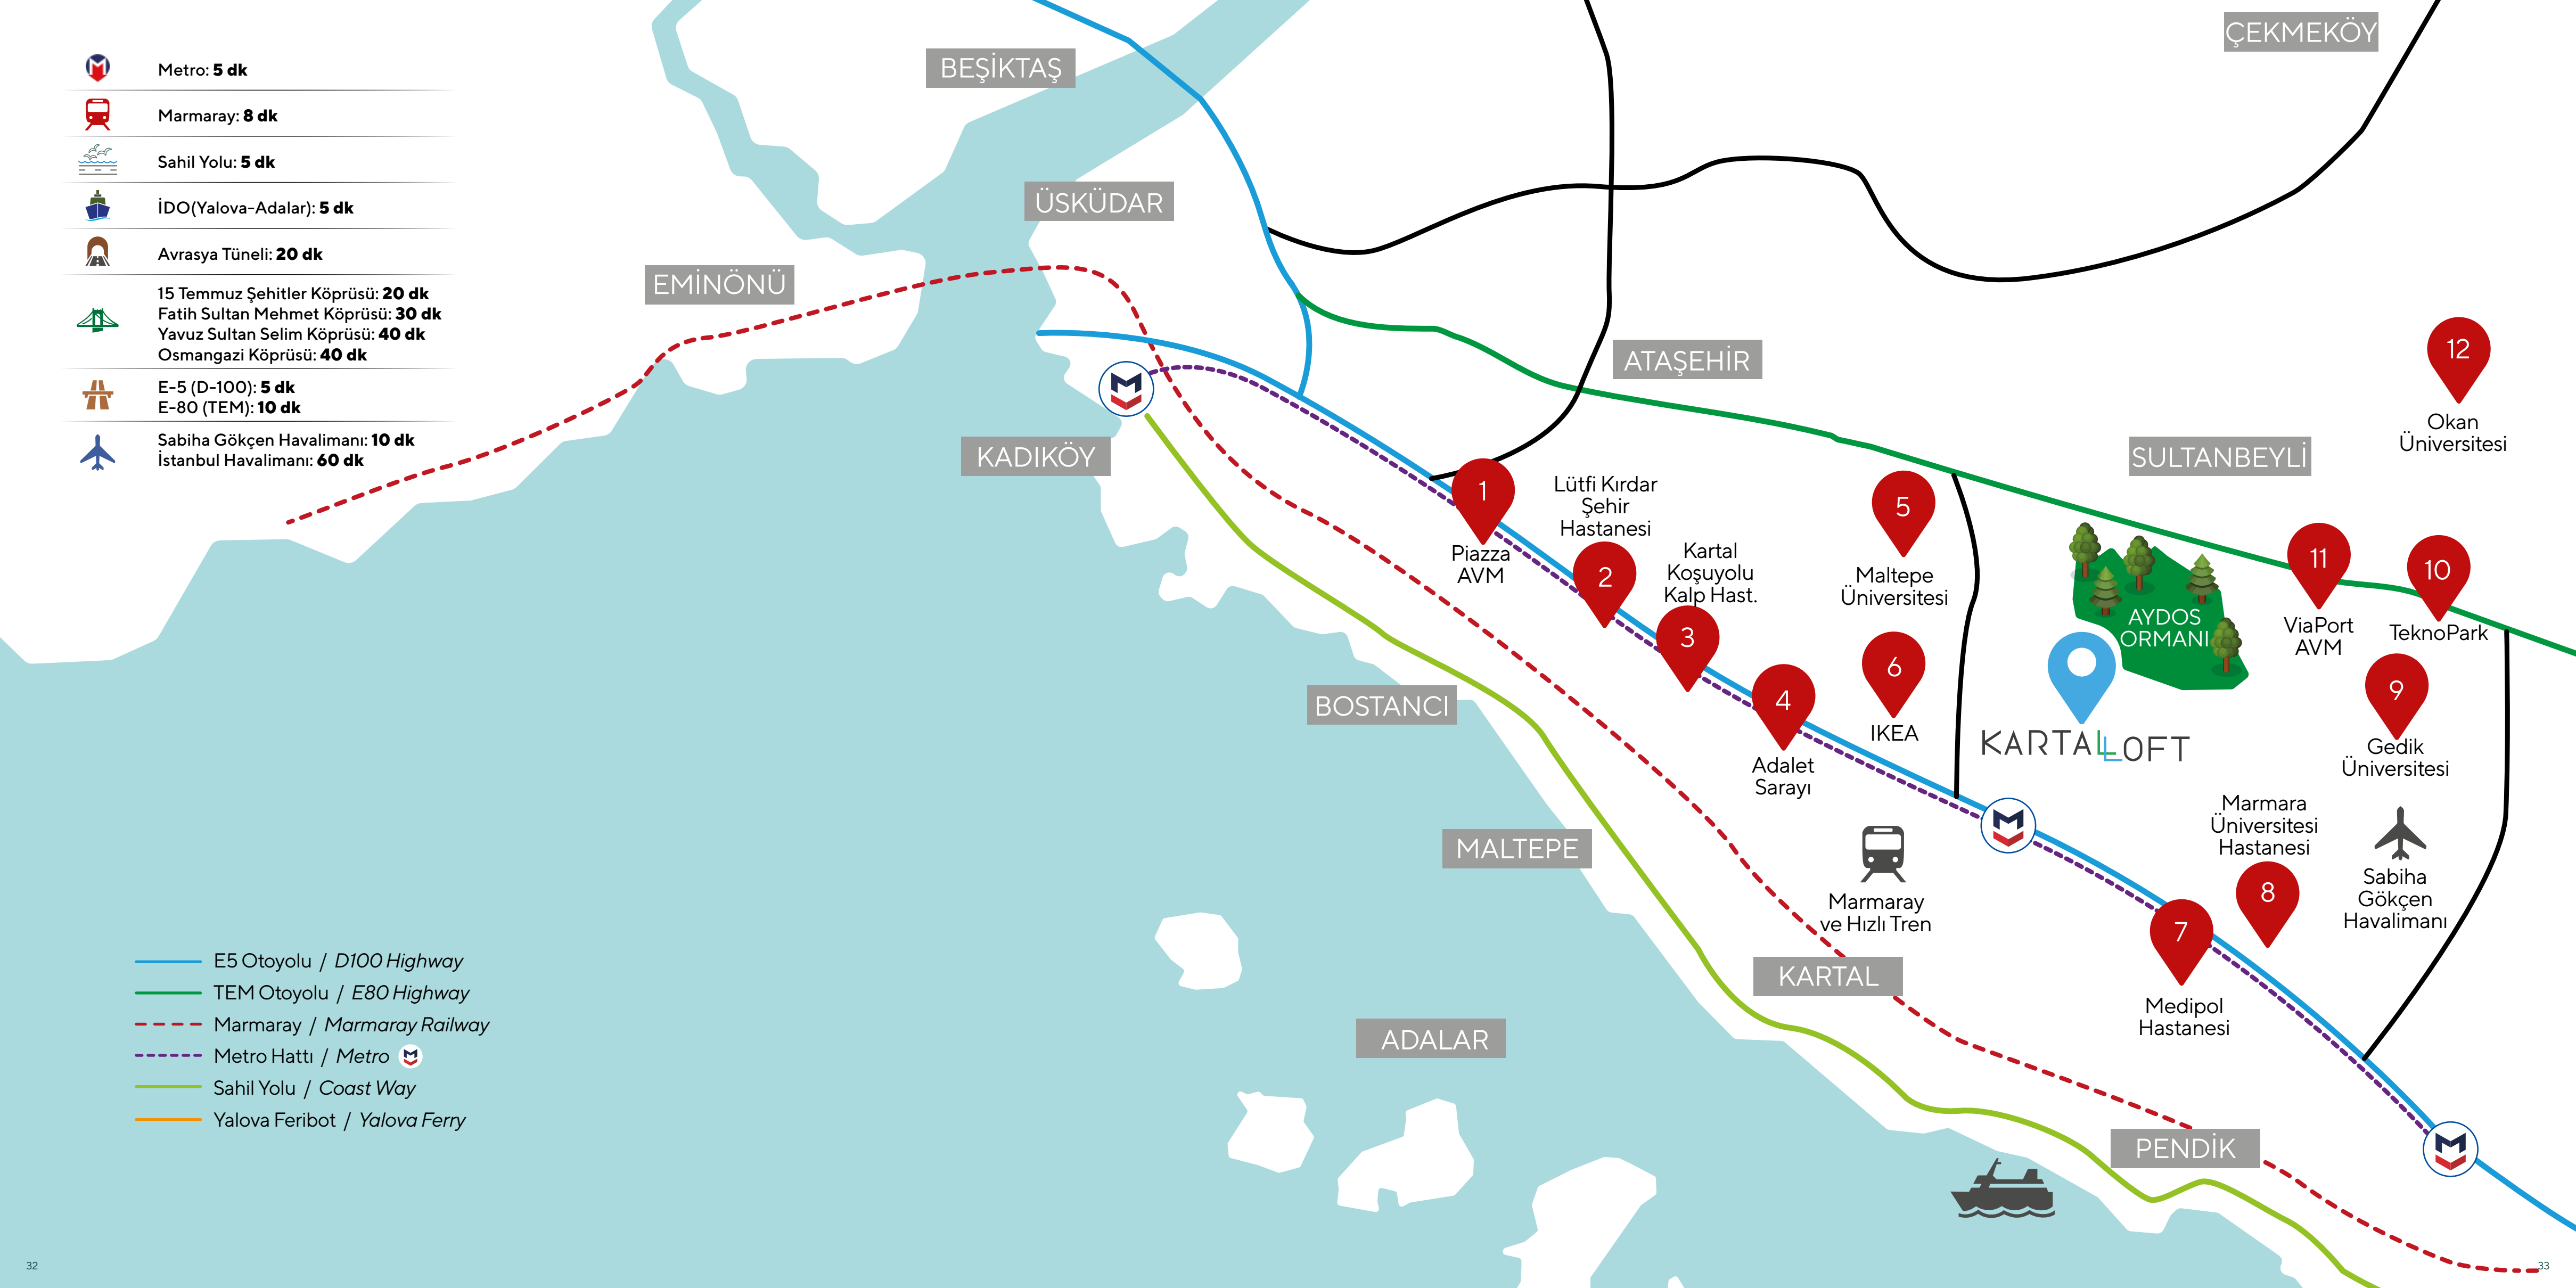 Metro: 5 dk
Marmaray: 8 dk
Sahil Yolu: 5 dk
İDO(Yalova-Adalar): 5 dk
Avrasya Tüneli: 20 dk
15 Temmuz Şehitler Köprüsü: 20 dk
Fatih Sultan Mehmet Köprüsü: 30 dk
Yavuz Sultan Selim Köprüsü: 40 dk
Osmangazi Köprüsü: 40 dk
E-5 (D-100): 5 dk
E-80 (TEM): 10 dk
Sabiha Gökçen Havalimanı: 10 dk
İstanbul Havalimanı: 60 dk
BEŞİKTAŞ
ÇEKMEKÖY
ÜSKÜDAR
EMİNÖNÜ
ATAŞEHİR
KADIKÖY
SULTANBEYLİ
12
Okan
Üniversitesi
1
Piazza
AVM
Lütfi Kırdar
Şehir
Hastanesi
2
Kartal
Koşuyolu
Kalp Hast.
3
4
Adalet
Sarayı
5
Maltepe
Üniversitesi
6
IKEA
AYDOS
ORMANI
KARTALLOFT
11
ViaPort
AVM
10
TeknoPark
9
Gedik
Üniversitesi
Marmara
Üniversitesi
Hastanesi
8
Sabiha
Gökçen
Havalimanı
7
Medipol
Hastanesi
BOSTANCI
MALTEPE
Marmaray
ve Hızlı Tren
KARTAL
ADALAR
PENDİK
E5 Otoyolu / D100 Highway
TEM Otoyolu / E80 Highway
Marmaray / Marmaray Railway
Metro Hattı / Metro
Sahil Yolu / Coast Way
Yalova Feribot / Yalova Ferry
32
33